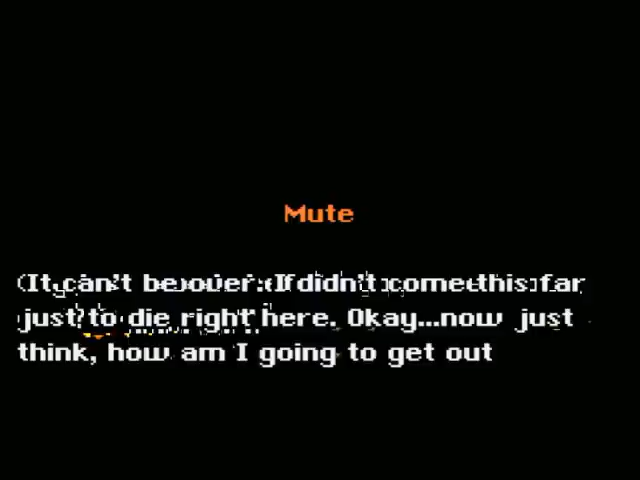 Mute
(It can't be over. I didn't come this far
just to die right here. Okay...now just
think, how am I going to get out